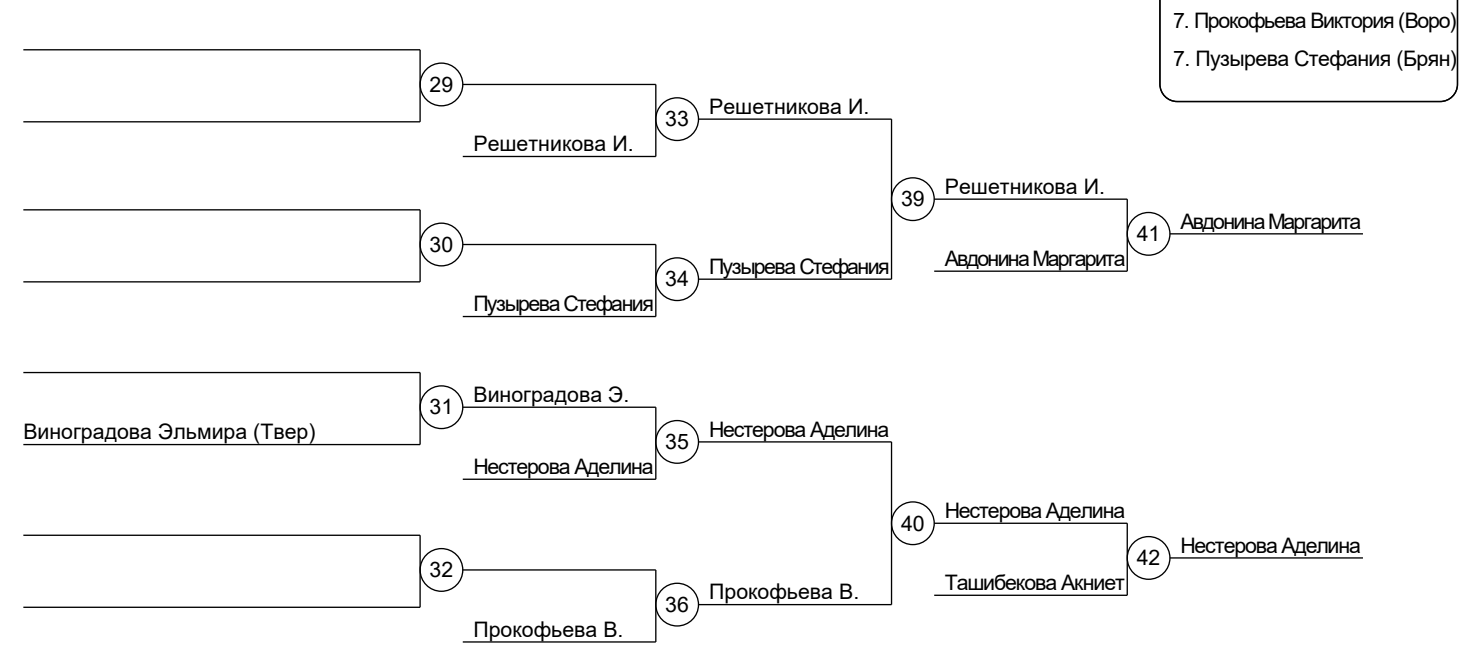 7. Прокофьева Виктория (Воро)
7. Пузырева Стефания (Брян)
29
33
Решетникова И.
Решетникова И.
39
Решетникова И.
30
41
Авдонина Маргарита
Авдонина Маргарита
34
Пузырева Стефания
Пузырева Стефания
31
Виноградова Э.
Виноградова Эльмира (Твер)
35
Нестерова Аделина
Нестерова Аделина
40
Нестерова Аделина
32
42
Нестерова Аделина
Ташибекова Акниет
36
Прокофьева В.
Прокофьева В.